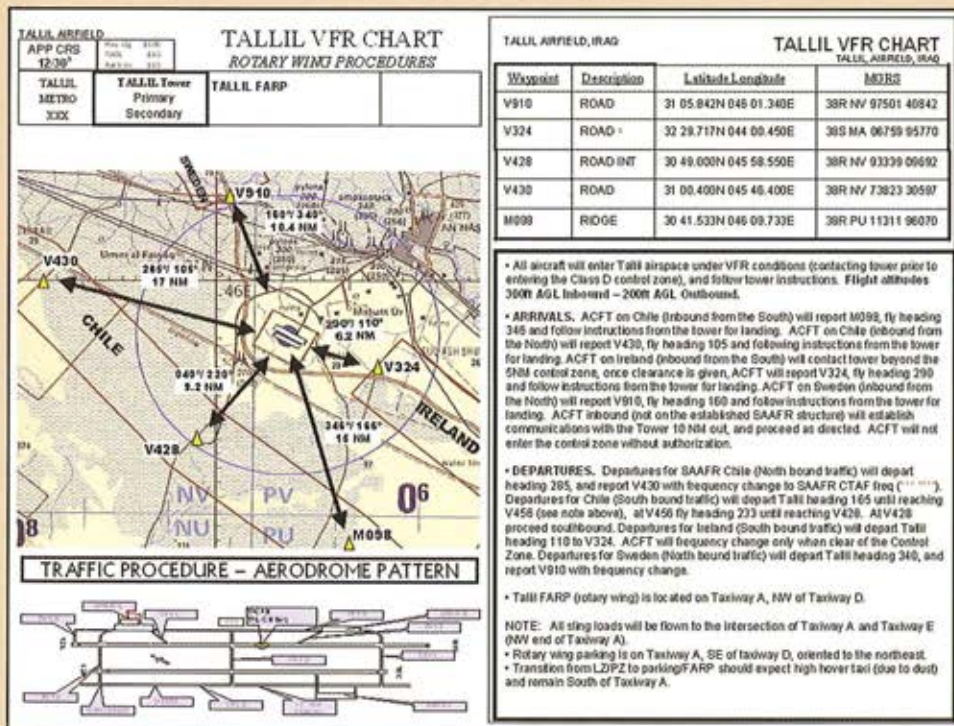 TALLIL AIRFIELD
APP CRS
12/30°
TALLIL VFR CHART
ROTARY WING PROCEDURES
TALLIL
METRO
XXX
TALLIL Tower
Primary
Secondary
TALLIL FARP
SWEDEN
V910
160°/ 340°
10.4 NM
V430
285°/ 105°
17 NM
CHILE
46E
290°/ 110°
6.2 NM
V324
040°/ 220°
9.2 NM
346°/ 166°
15 NM
IRELAND
V428
NV
PV
NU
PU
06
M098
TRAFFIC PROCEDURE – AERODROME PATTERN
TALLIL AIRFIELD, IRAQ
TALLIL VFR CHART
TALLIL, AIRFIELD, IRAQ
Waypoint Description Latitude Longitude MGRS
V910 ROAD 31 05.842N 046 01.340E 38R NV 97501 40842
V324 ROAD 32 29.717N 044 00.450E 38S MA 06759 95770
V428 ROAD INT 30 49.000N 045 58.550E 38R NV 93339 09692
V430 ROAD 31 00.400N 045 46.400E 38R NV 73823 30597
M098 RIDGE 30 41.533N 046 09.733E 38R PU 11311 96070
• All aircraft will enter Tallil airspace under VFR conditions (contacting tower prior to
entering the Class D control zone), and follow tower instructions. Flight altitudes
300ft AGL Inbound – 200ft AGL Outbound.
• ARRIVALS. ACFT on Chile (Inbound from the South) will report M098, fly heading
346 and follow instructions from the tower for landing. ACFT on Chile (inbound from
the North) will report V430, fly heading 105 and following instructions from the tower
for landing. ACFT on Ireland (inbound from the South) will contact tower beyond the
5NM control zone, once clearance is given, ACFT will report V324, fly heading 290
and follow instructions from the tower for landing. ACFT on Sweden (inbound from
the North) will report V910, fly heading 160 and follow instructions from the tower for
landing. ACFT inbound (not on the established SAAFR structure) will establish
communications with the Tower 10 NM out, and proceed as directed. ACFT will not
enter the control zone without authorization.
• DEPARTURES. Departures for SAAFR Chile (North bound traffic) will depart
heading 285, and report V430 with frequency change to SAAFR CTAF freq
Departures for Chile (South bound traffic) will depart Tallil heading 165 until reaching
V456 (see note above), at V456 fly heading 233 until reaching V428. At V428
proceed southbound. Departures for Ireland (South bound traffic) will depart Tallil
heading 110 to V324. ACFT will frequency change only when clear of the Control
Zone. Departures for Sweden (North bound traffic) will depart Tallil heading 340, and
report V910 with frequency change.
• Tallil FARP (rotary wing) is located on Taxiway A, NW of Taxiway D.
NOTE: All sling loads will be flown to the intersection of Taxiway A and Taxiway E
(NW end of Taxiway A).
• Rotary wing parking is on Taxiway A, SE of taxiway D, oriented to the northeast.
• Transition from LZ/PZ to parking/FARP should expect high hover taxi (due to dust)
and remain South of Taxiway A.